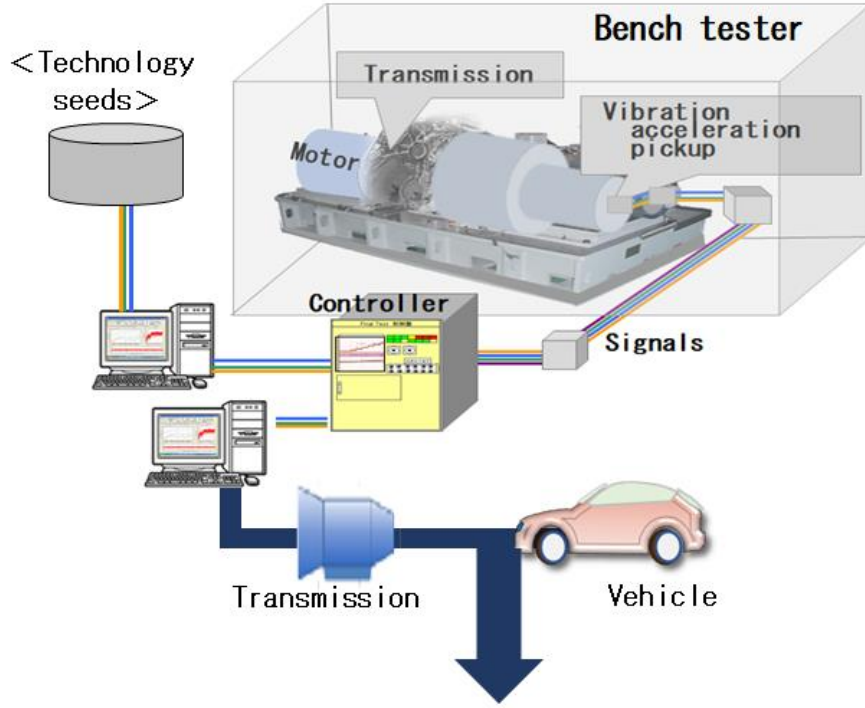 Bench tester
<Technology
seeds>
Transmission
Vibration
acceleration
pickup
Motor
Controller
Signals
Transmission
Vehicle